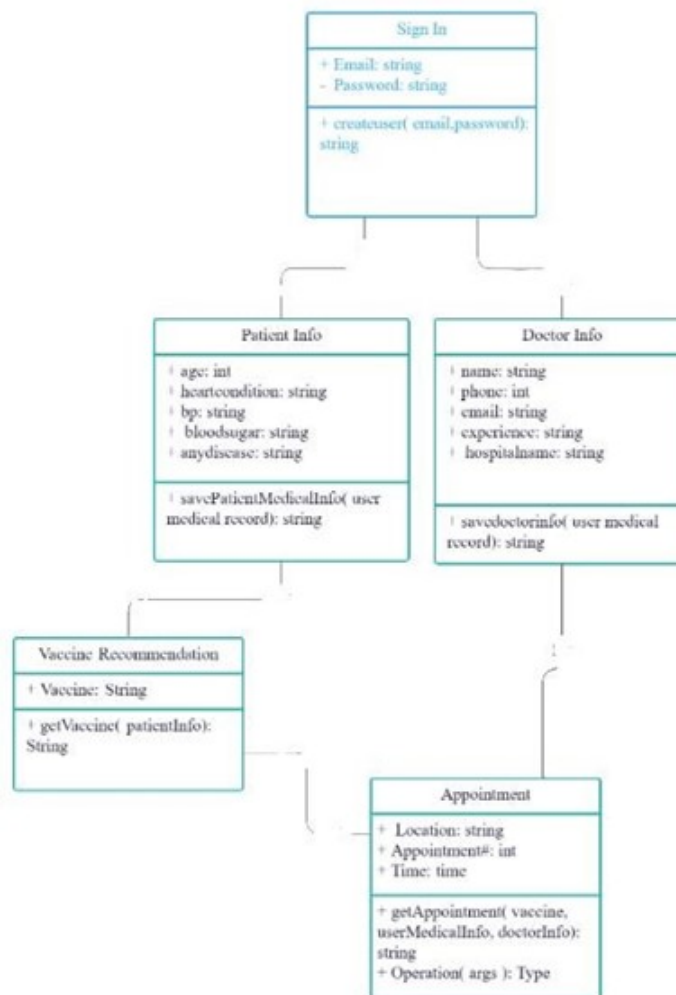 Sign In
+ Email: string
- Password: string
+ createuser( email,password):
string
Patient Info
+ age: int
+ heartcondition: string
+ bp: string
+ bloodsugar: string
+ anydisease: string
+ savePatientMedicalInfo( user
medical record): string
Doctor Info
+ name: string
+ phone: int
+ email: string
+ experience: string
+ hospitalname: string
+ savedoctorinfo( user medical
record): string
Vaccine Recommendation
+ Vaccine: String
+ getVaccine( patientInfo):
String
Appointment
+ Location: string
+ Appointment#: int
+ Time: time
+ getAppointment( vaccine,
userMedicalInfo, doctorInfo):
string
+ Operation( args ): Type